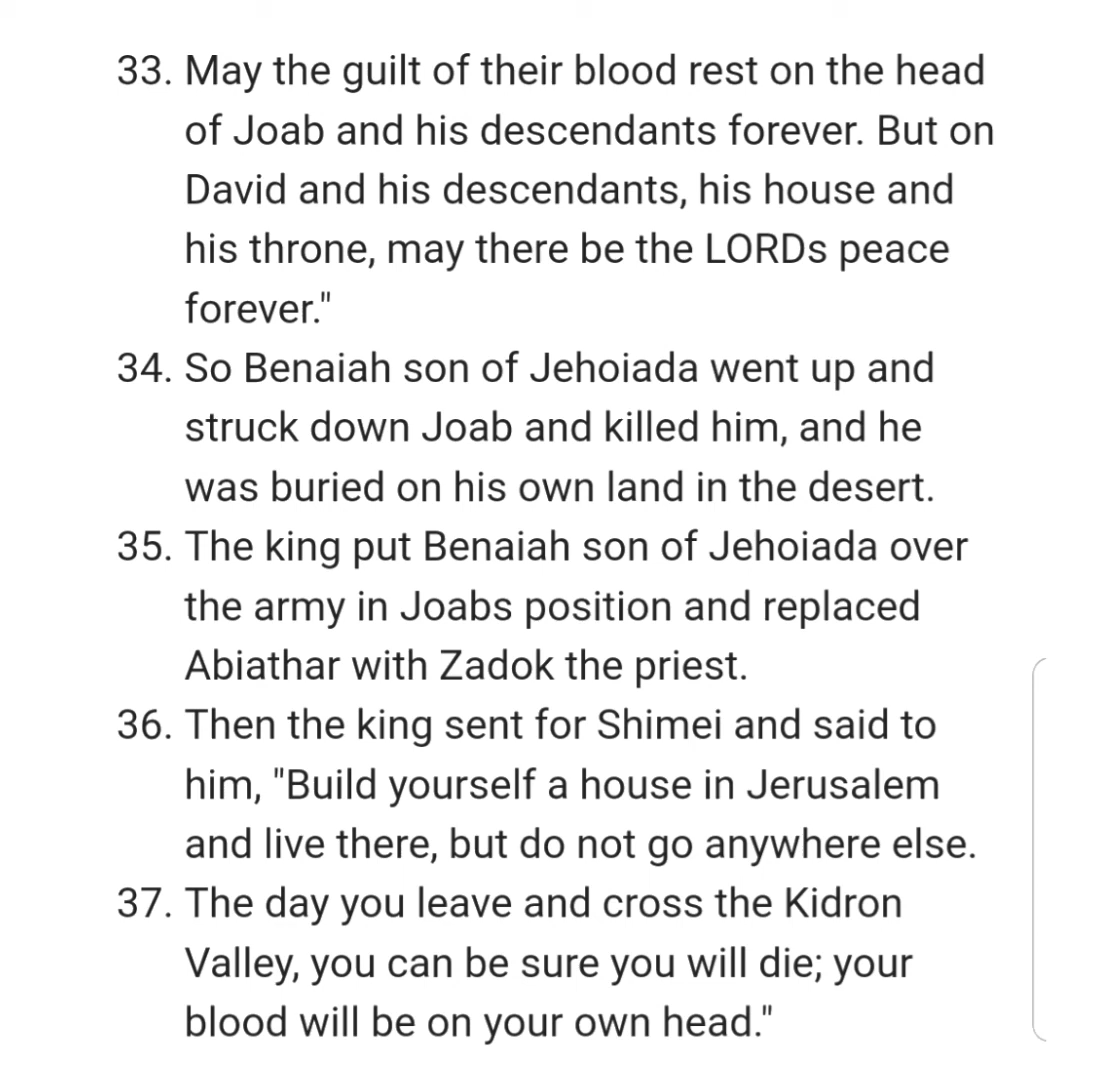 33. May the guilt of their blood rest on the head
of Joab and his descendants forever. But on
David and his descendants, his house and
his throne, may there be the LORDs peace
forever."
34. So Benaiah son of Jehoiada went up and
struck down Joab and killed him, and he
was buried on his own land in the desert.
35. The king put Benaiah son of Jehoiada over
the army in Joabs position and replaced
Abiathar with Zadok the priest.
36. Then the king sent for Shimei and said to
him, "Build yourself a house in Jerusalem
and live there, but do not go anywhere else.
37. The day you leave and cross the Kidron
Valley, you can be sure you will die; your
blood will be on your own head."